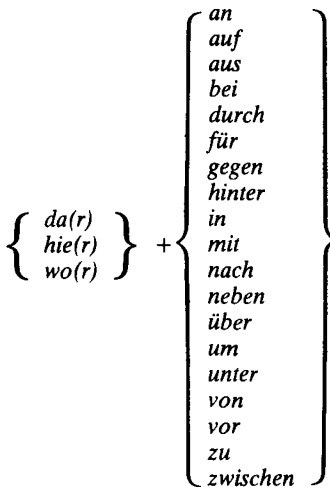 da(r)
hie(r)
wo(r)
+
an
auf
aus
bei
durch
für
gegen
hinter
in
mit
nach
neben
über
um
unter
von
vor
zu
zwischen